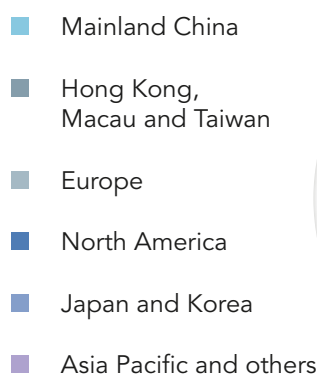 Mainland China
Hong Kong,
Macau and Taiwan
Europe
North America
Japan and Korea
Asia Pacific and others